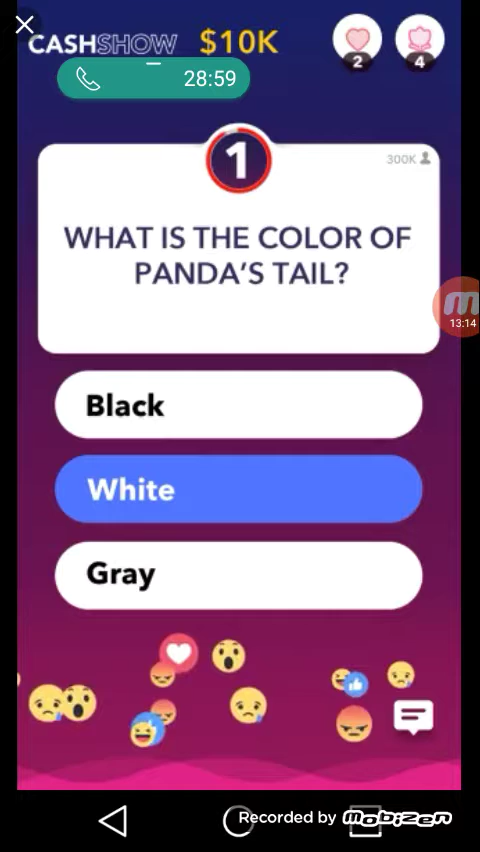 CASHSHOW $10K
2 4
28:59
1
300K
WHAT IS THE COLOR OF
PANDA'S TAIL?
13:14
Black
White
Gray
Recorded by Mobizen